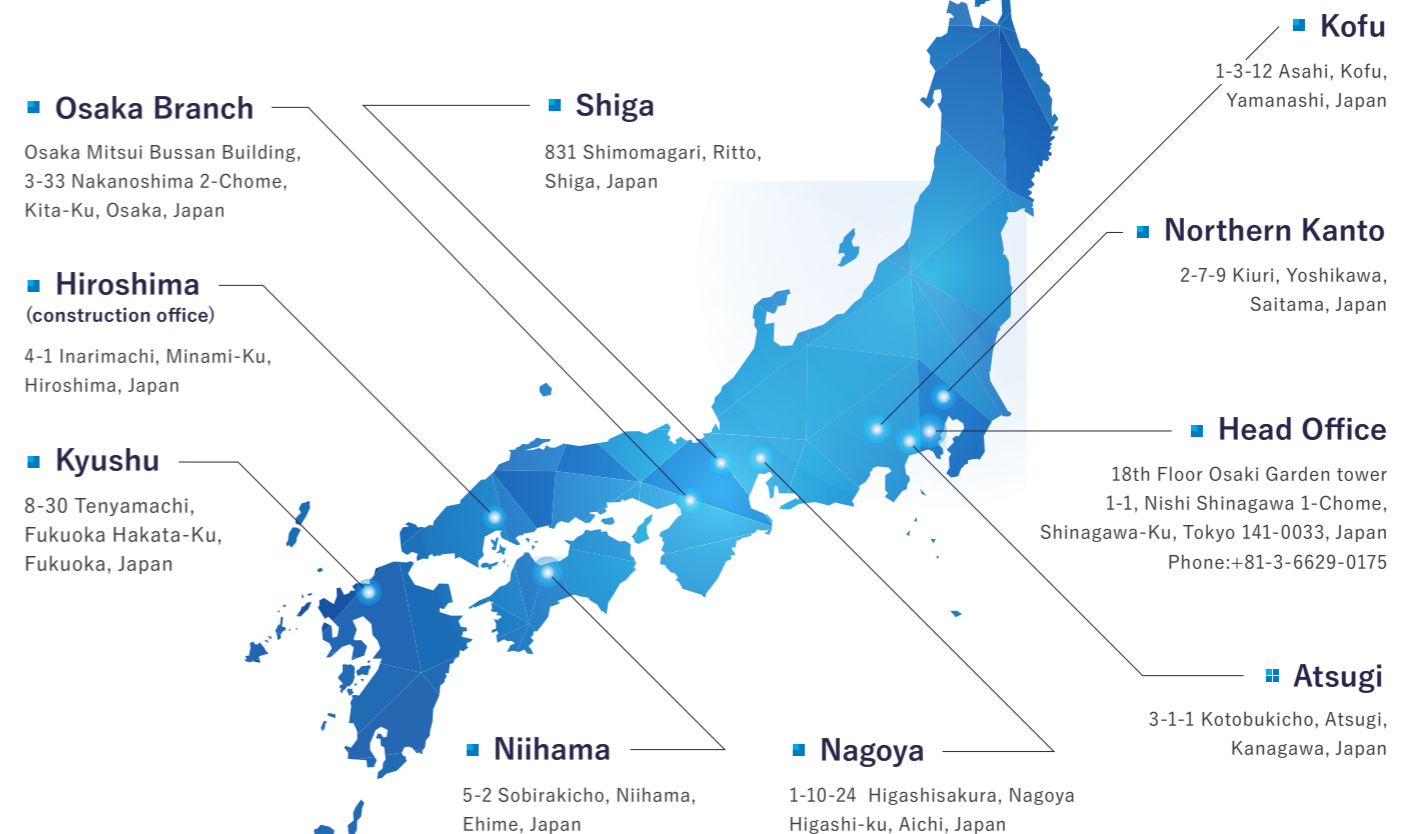 Kofu
1-3-12 Asahi, Kofu,
Yamanashi, Japan
Osaka Branch
Osaka Mitsui Bussan Building,
3-33 Nakanoshima 2-Chome,
Kita-Ku, Osaka, Japan
Shiga
831 Shimomagari, Ritto,
Shiga, Japan
Northern Kanto
2-7-9 Kiuri, Yoshikawa,
Saitama, Japan
Hiroshima
(construction office)
4-1 Inarimachi, Minami-Ku,
Hiroshima, Japan
Head Office
18th Floor Osaki Garden tower
1-1, Nishi Shinagawa 1-Chome,
Shinagawa-Ku, Tokyo 141-0033, Japan
Phone:+81-3-6629-0175
Kyushu
8-30 Tenyamachi,
Fukuoka Hakata-Ku,
Fukuoka, Japan
Atsugi
3-1-1 Kotobukicho, Atsugi,
Kanagawa, Japan
Niihama
5-2 Sobirakicho, Niihama,
Ehime, Japan
Nagoya
1-10-24 Higashisakura, Nagoya
Higashi-ku, Aichi, Japan